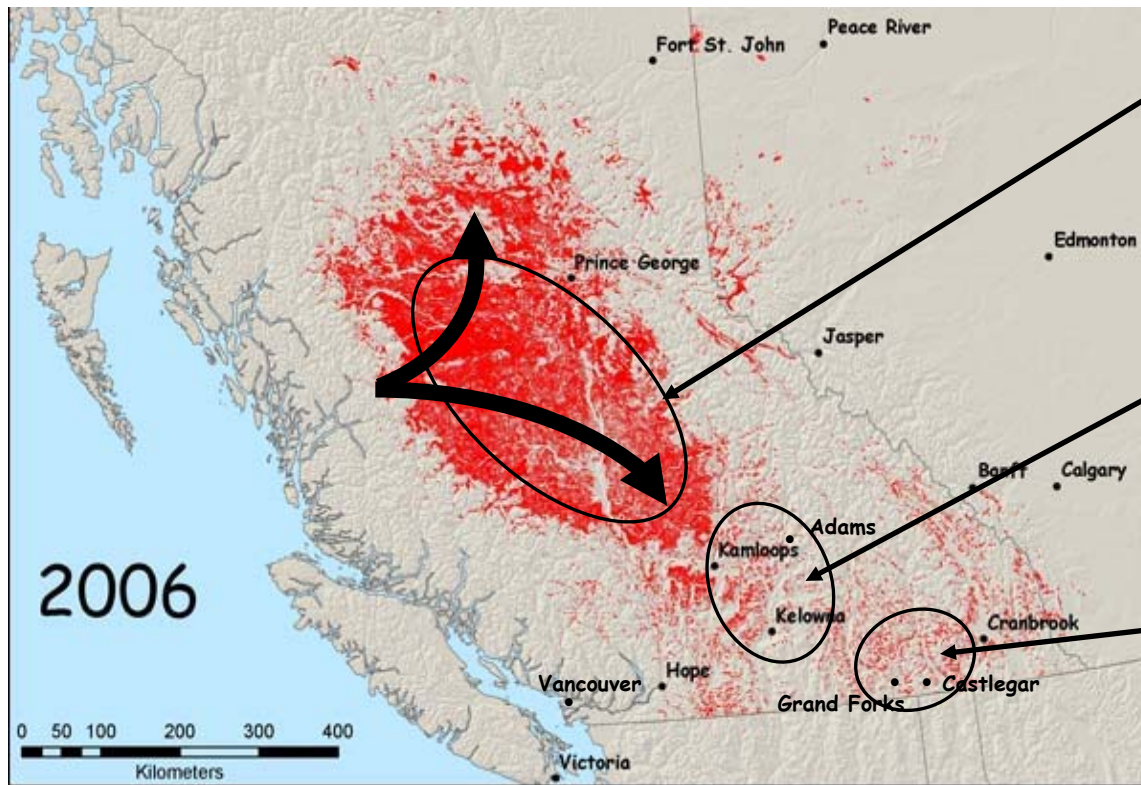 Peace River
Fort St. John
Edmonton
Prince George
Jasper
Banff
Calgary
Adams
Kamloops
2006
Kelowna
Cranbrook
Hope
Vancouver
Castlegar
Grand Forks
0 50 100 200 300 400
Kilometers
Victoria